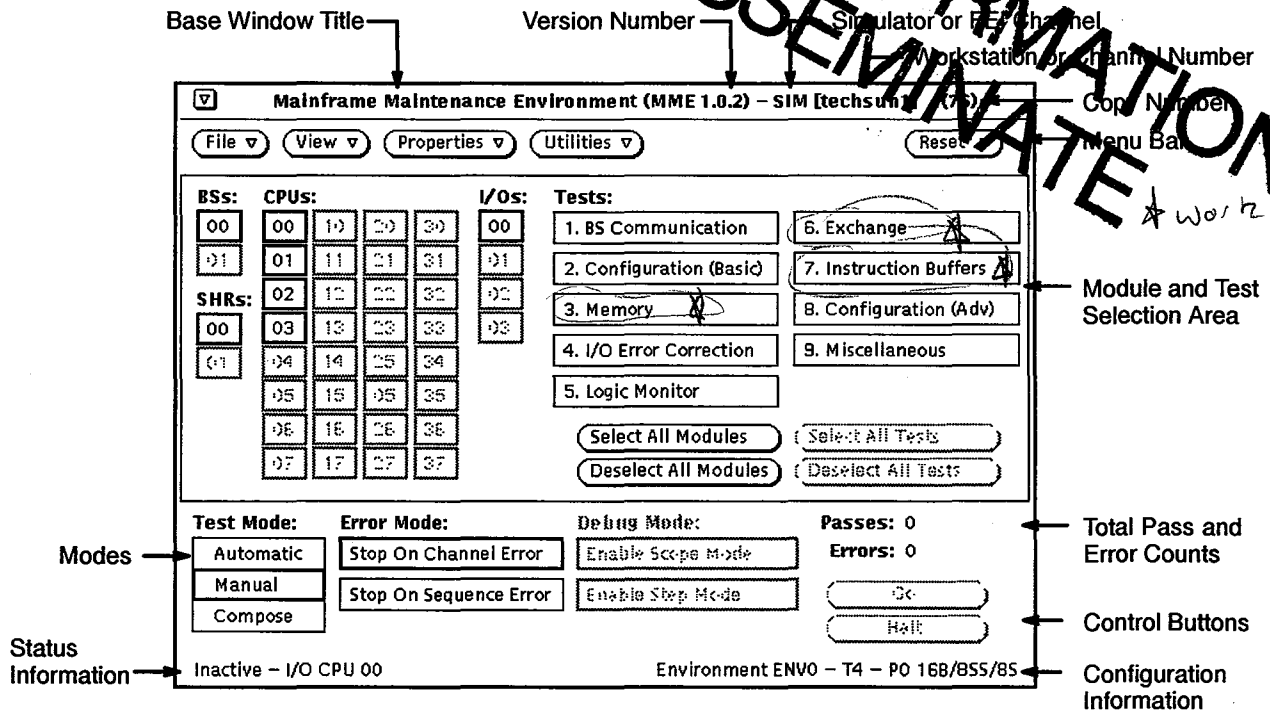 Base Window Title
Version Number
Simulator or FEI Channel
Workstation or Channel Number
Mainframe Maintenance Environment (MME 1.0.2) – SIM [techsun1] (75)
Copy Number
File View Properties Utilities Reset
Menu Bar
RMATION
SSEMINATE
work
BSs: CPUs: I/Os: Tests:
00 00 10 20 30 00 1. BS Communication 6. Exchange
01 01 11 21 31 01 2. Configuration (Basic) 7. Instruction Buffers
SHRs: 02 12 22 32 02 3. Memory 8. Configuration (Adv)
Module and Test
Selection Area
00 03 13 23 33 03 4. I/O Error Correction 9. Miscellaneous
01 04 14 25 34
05 15 05 35 5. Logic Monitor
06 16 26 36 Select All Modules Select All Tests
07 17 27 37 Deselect All Modules Deselect All Tests
Test Mode: Error Mode: Debug Mode: Passes: 0
Total Pass and
Error Counts
Modes
Automatic Stop On Channel Error Enable Scope Mode Errors: 0
Manual Stop On Sequence Error Enable Step Mode Go
Compose Halt
Control Buttons
Status
Information
Inactive – I/O CPU 00 Environment ENV0 – T4 – P0 16B/8SS/8S
Configuration
Information